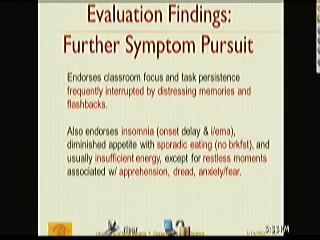 Evaluation Findings:
Further Symptom Pursuit
Endorses classroom focus and task persistence
frequently interrupted by distressing memories and
flashbacks.
Also endorses insomnia (onset delay & i/ema),
diminished appetite with sporadic eating (no brkfst), and
usually insufficient energy, except for restless moments
associated w/ apprehension, dread, anxiety/fear.